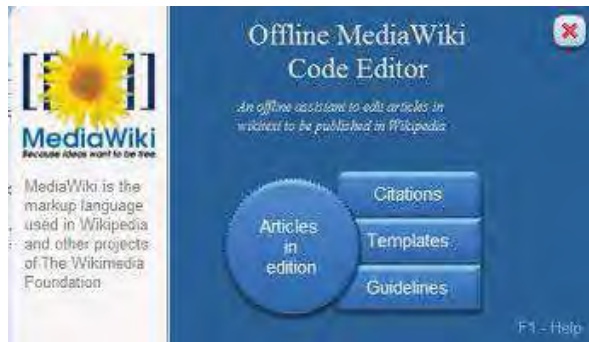 MediaWiki
Because ideas want to be free
MediaWiki is the
markup language
used in Wikipedia
and other projects
of The Wikimedia
Foundation
Offline MediaWiki
Code Editor
An offline assistant to edit articles in
wikitext to be published in Wikipedia
Articles
in
edition
Citations
Templates
Guidelines
F1 - Help